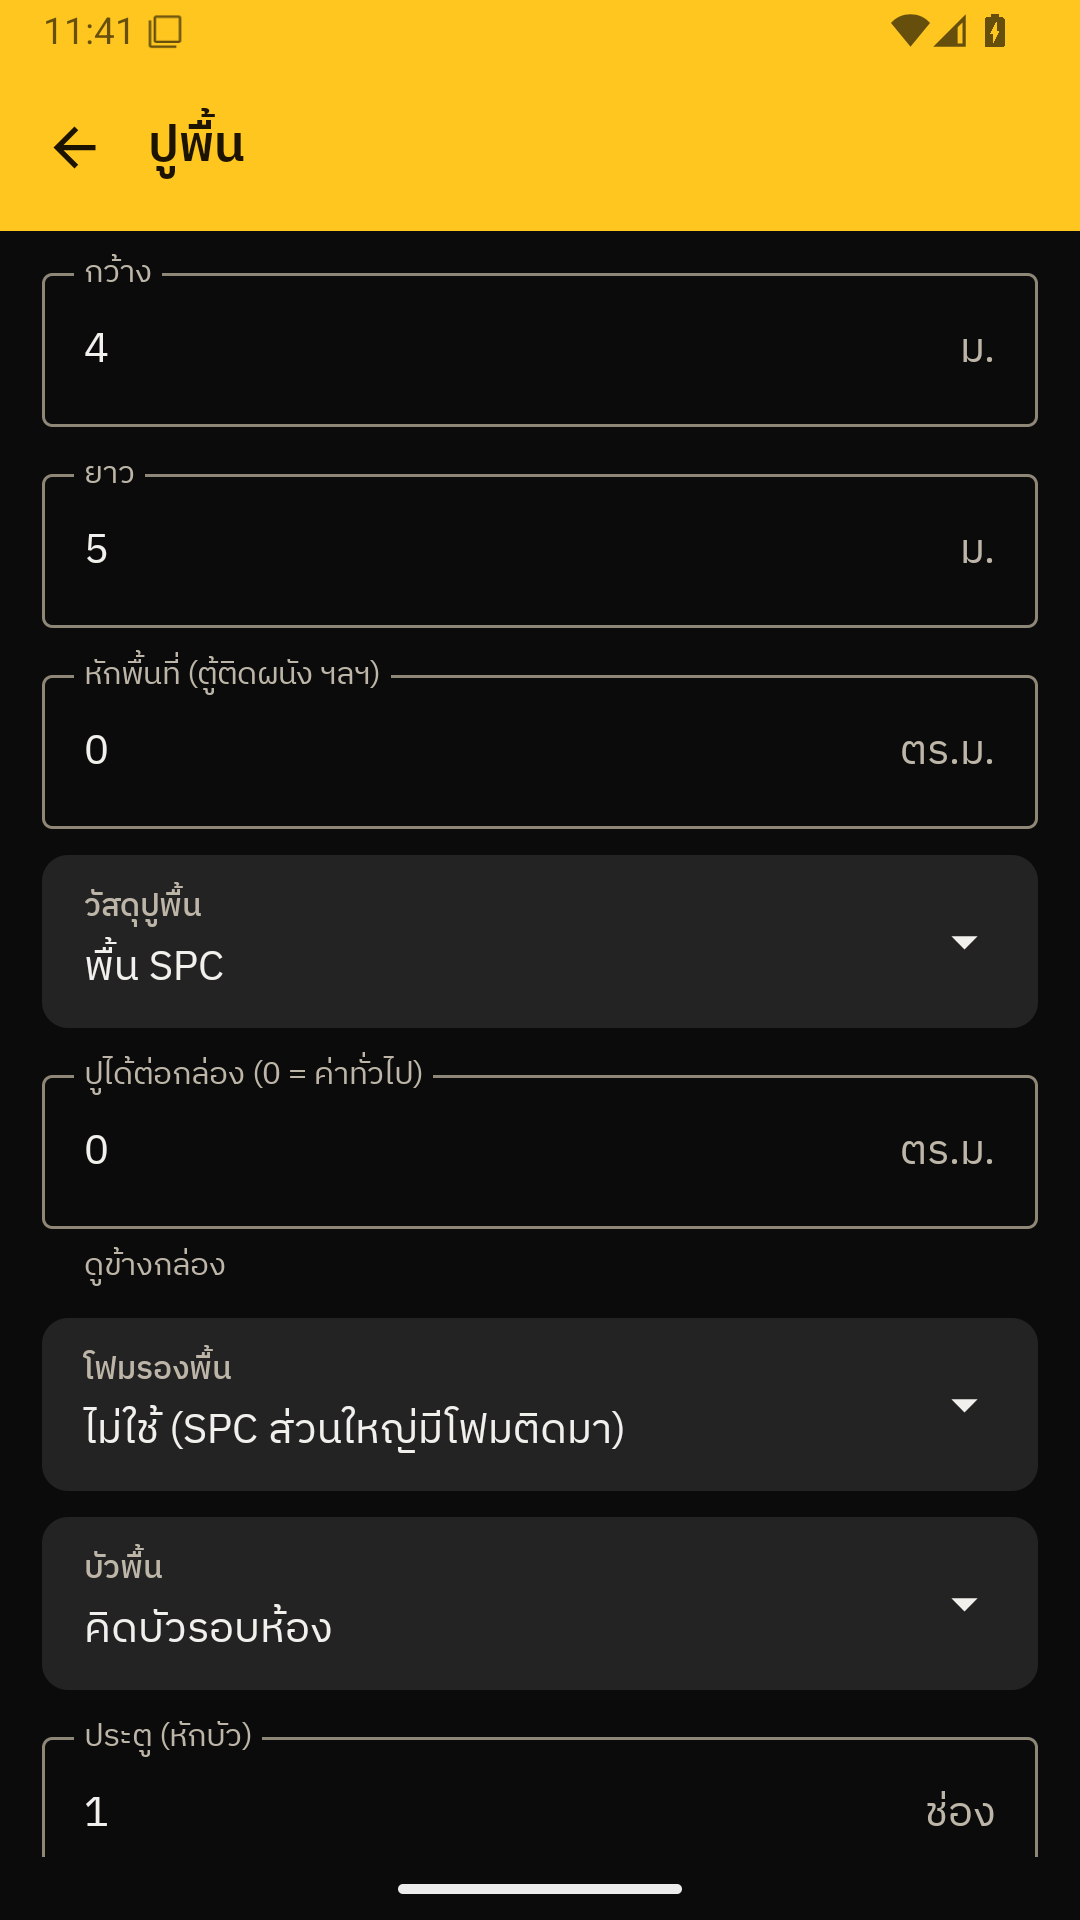 11:41
ปูพื้น
กว้าง
4 ม.
ยาว
5 ม.
หักพื้นที่ (ตู้ติดผนัง ฯลฯ)
0 ตร.ม.
วัสดุปูพื้น
พื้น SPC
ปูได้ต่อกล่อง (0 = ค่าทั่วไป)
0 ตร.ม.
ดูข้างกล่อง
โฟมรองพื้น
ไม่ใช้ (SPC ส่วนใหญ่มีโฟมติดมา)
บัวพื้น
คิดบัวรอบห้อง
ประตู (หักบัว)
1 ช่อง